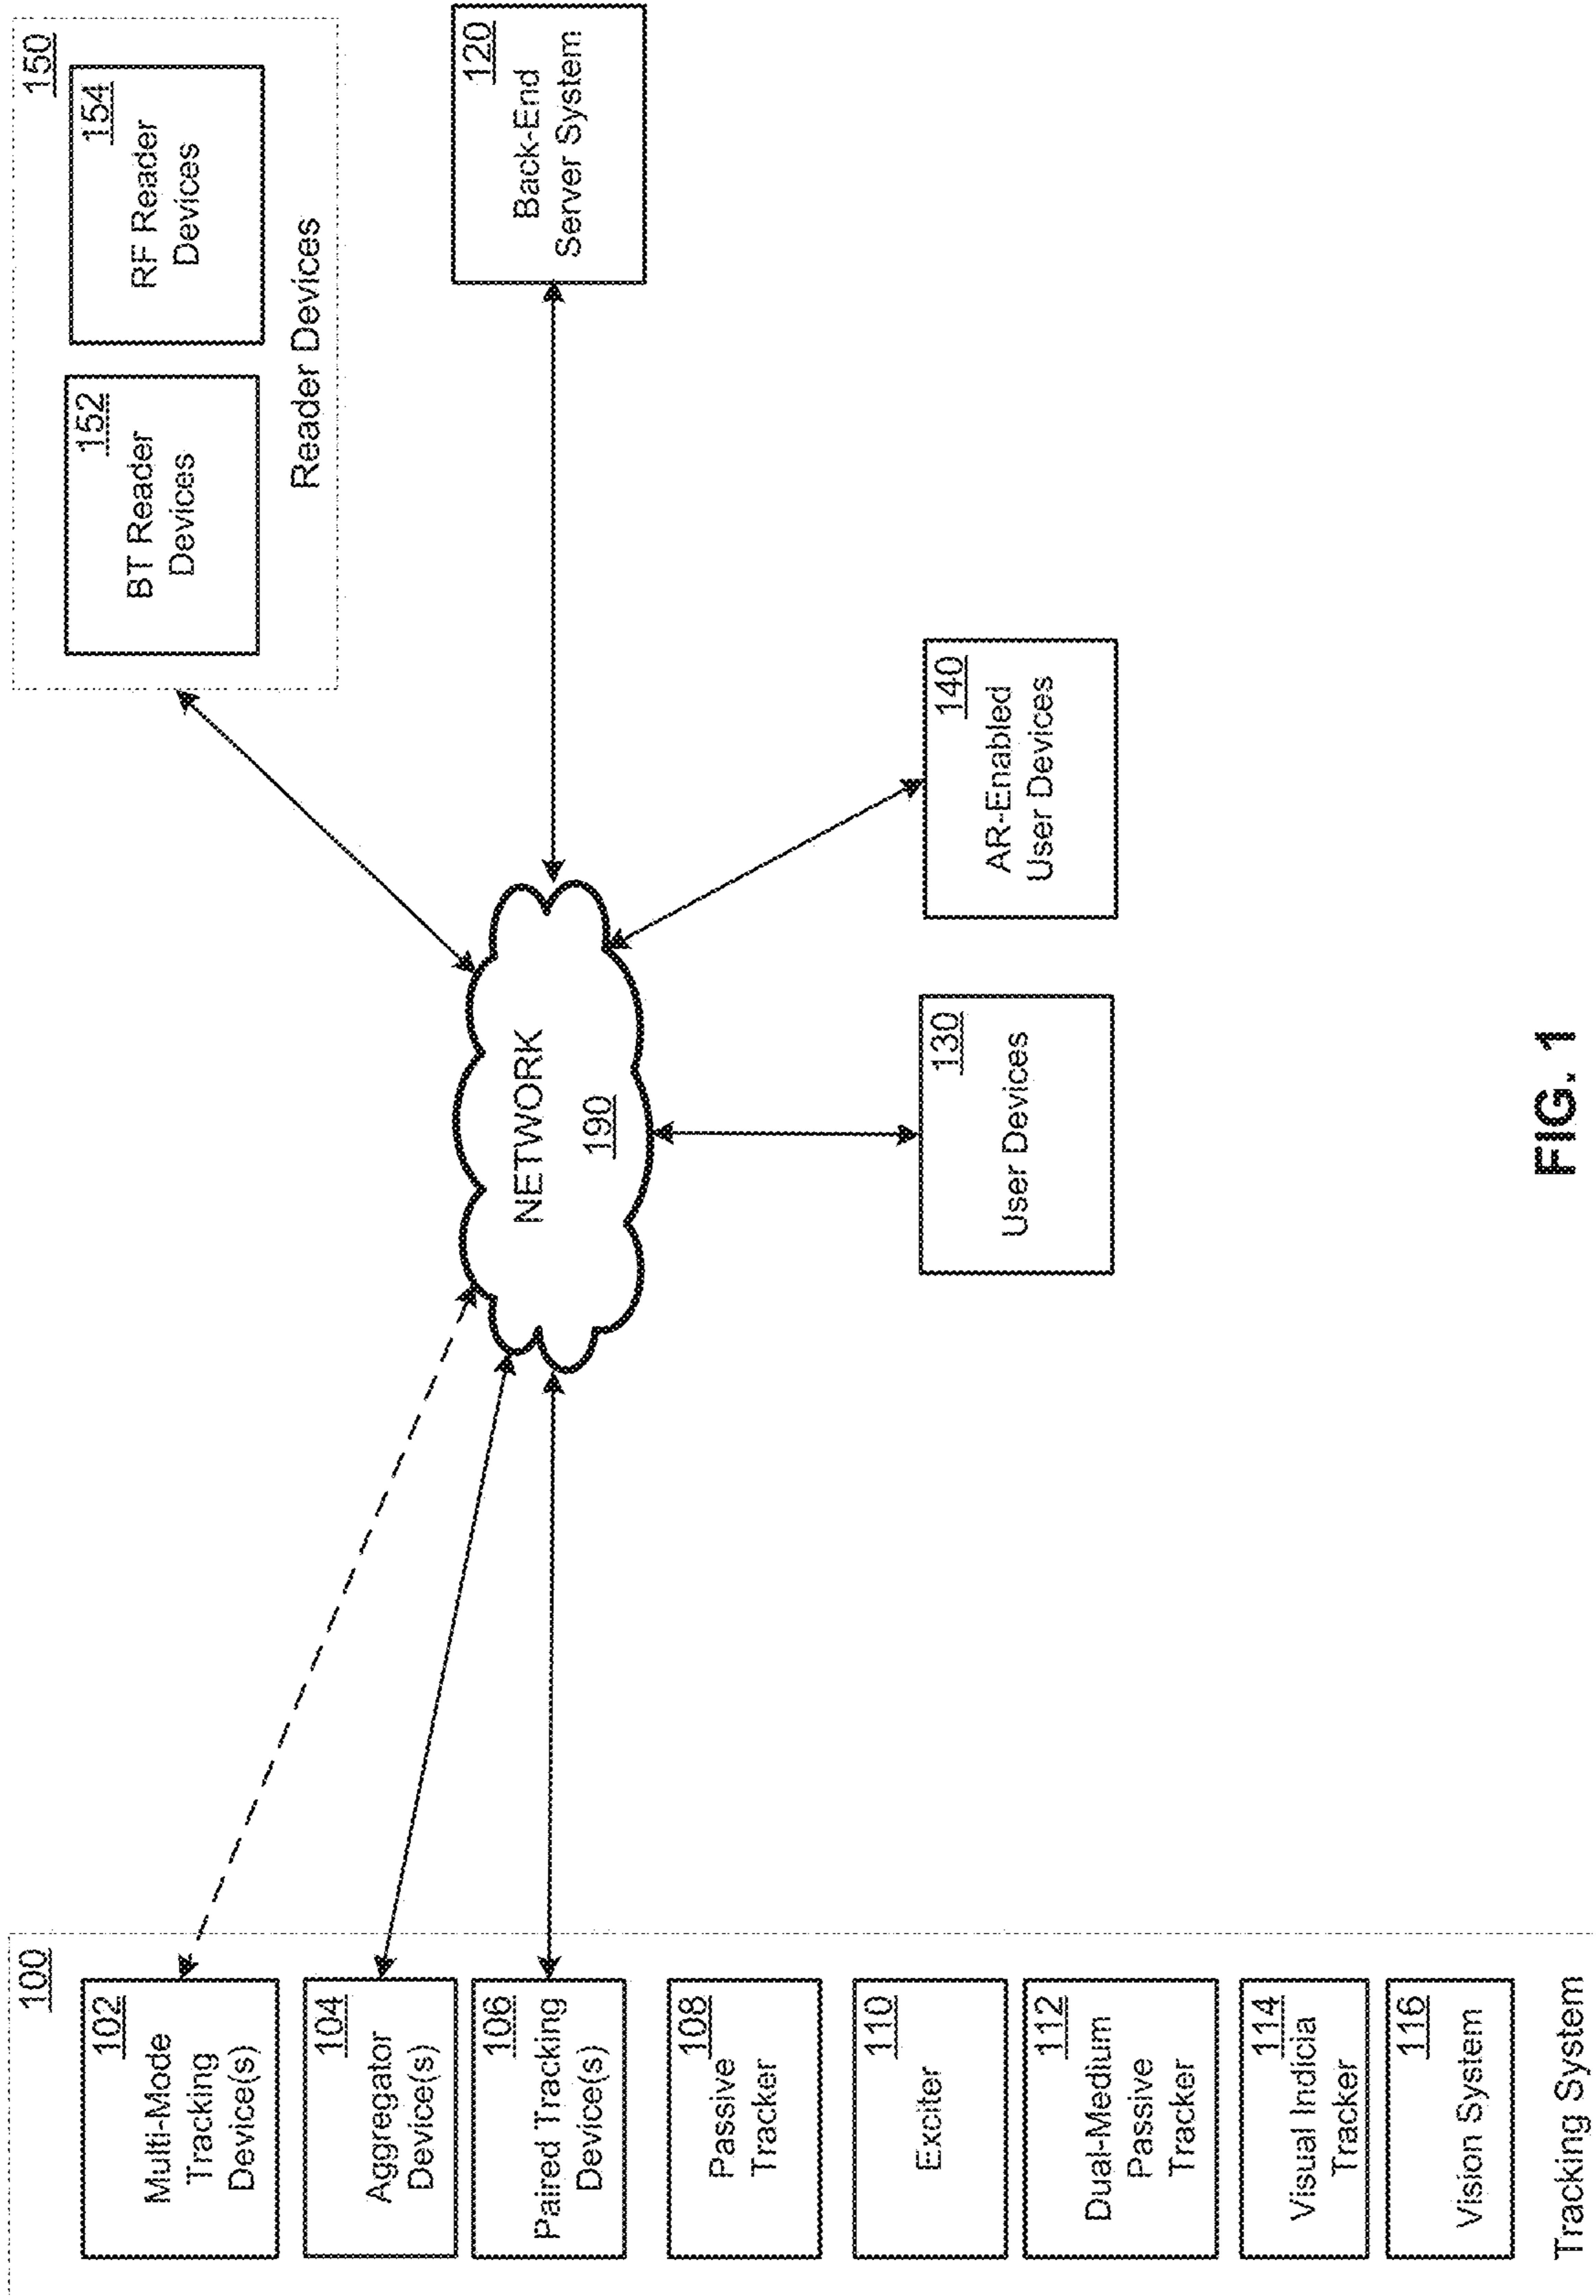 100
102
Multi-Mode
Tracking
Device(s)
104
Aggregator
Device(s)
106
Paired Tracking
Device(s)
108
Passive
Tracker
110
Exciter
112
Dual-Medium
Passive
Tracker
114
Visual Indicia
Tracker
116
Vision System
Tracking System
NETWORK
190
130
User Devices
140
AR-Enabled
User Devices
150
152
BT Reader
Devices
154
RF Reader
Devices
Reader Devices
120
Back-End
Server System
FIG. 1